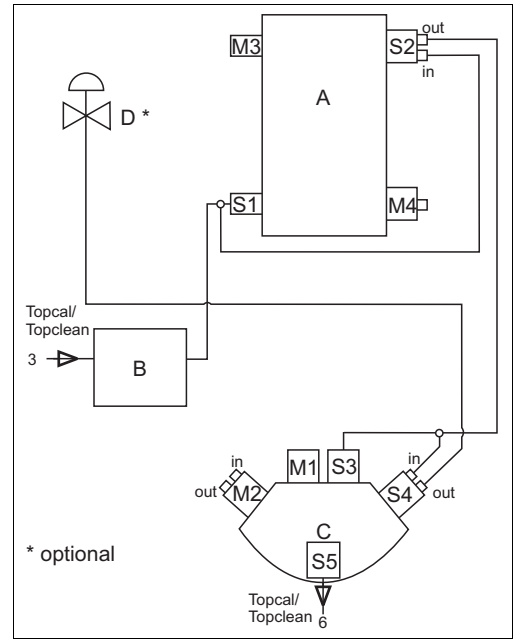 out
M3
S2
in
A
D *
S1
M4
Topcal/
Topclean
3
B
in
out
M2
M1
S3
in
S4
out
C
S5
* optional
Topcal/
Topclean
6